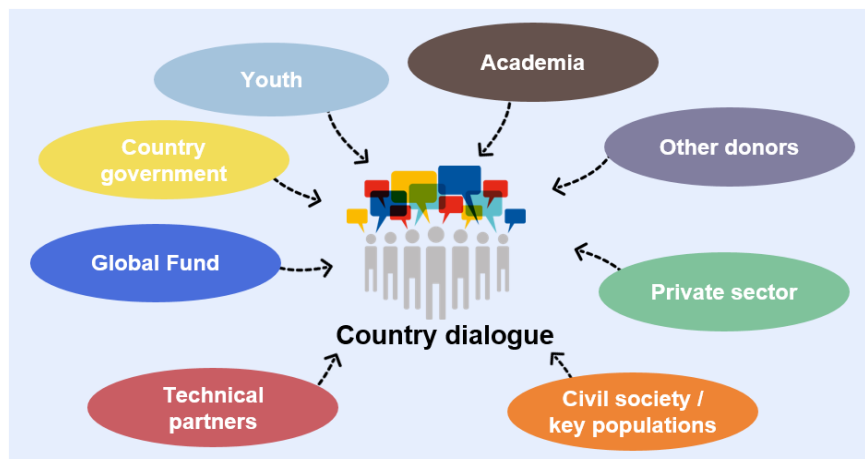 Youth
Academia
Country
government
Other donors
Global Fund
Private sector
Country dialogue
Technical
partners
Civil society /
key populations